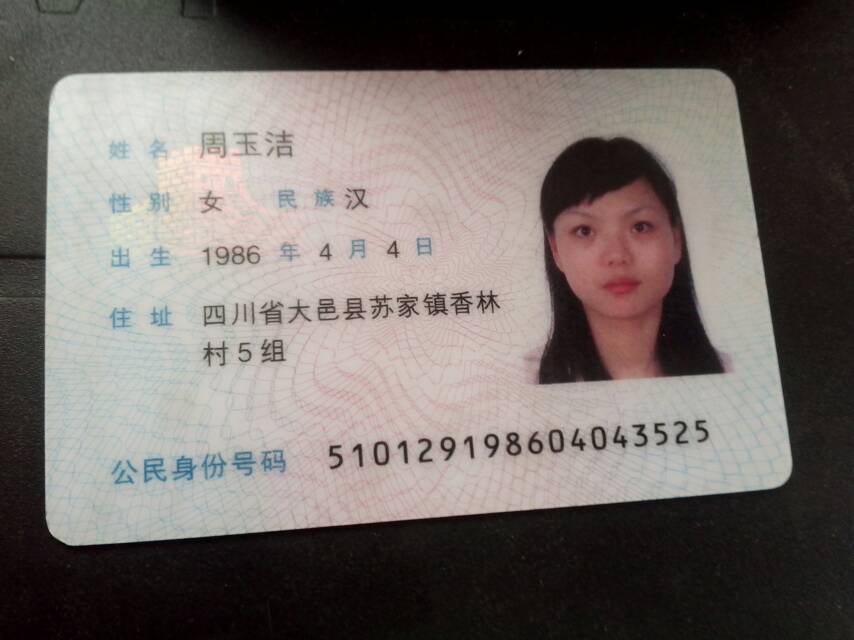 姓名 周玉洁
性别 女 民族 汉
出生 1986 年 4 月 4 日
住址 四川省大邑县苏家镇香林
村5组
公民身份号码 510129198604043525